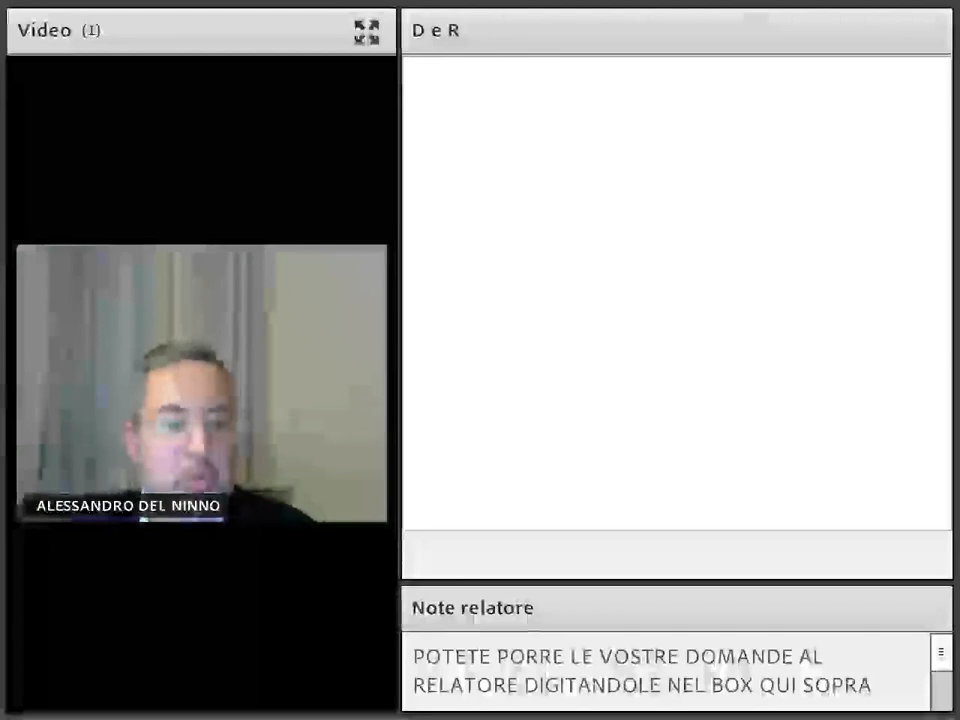 Video (1)
D e R
ALESSANDRO DEL NINNO
Note relatore
POTETE PORRE LE VOSTRE DOMANDE AL
RELATORE DIGITANDOLE NEL BOX QUI SOPRA